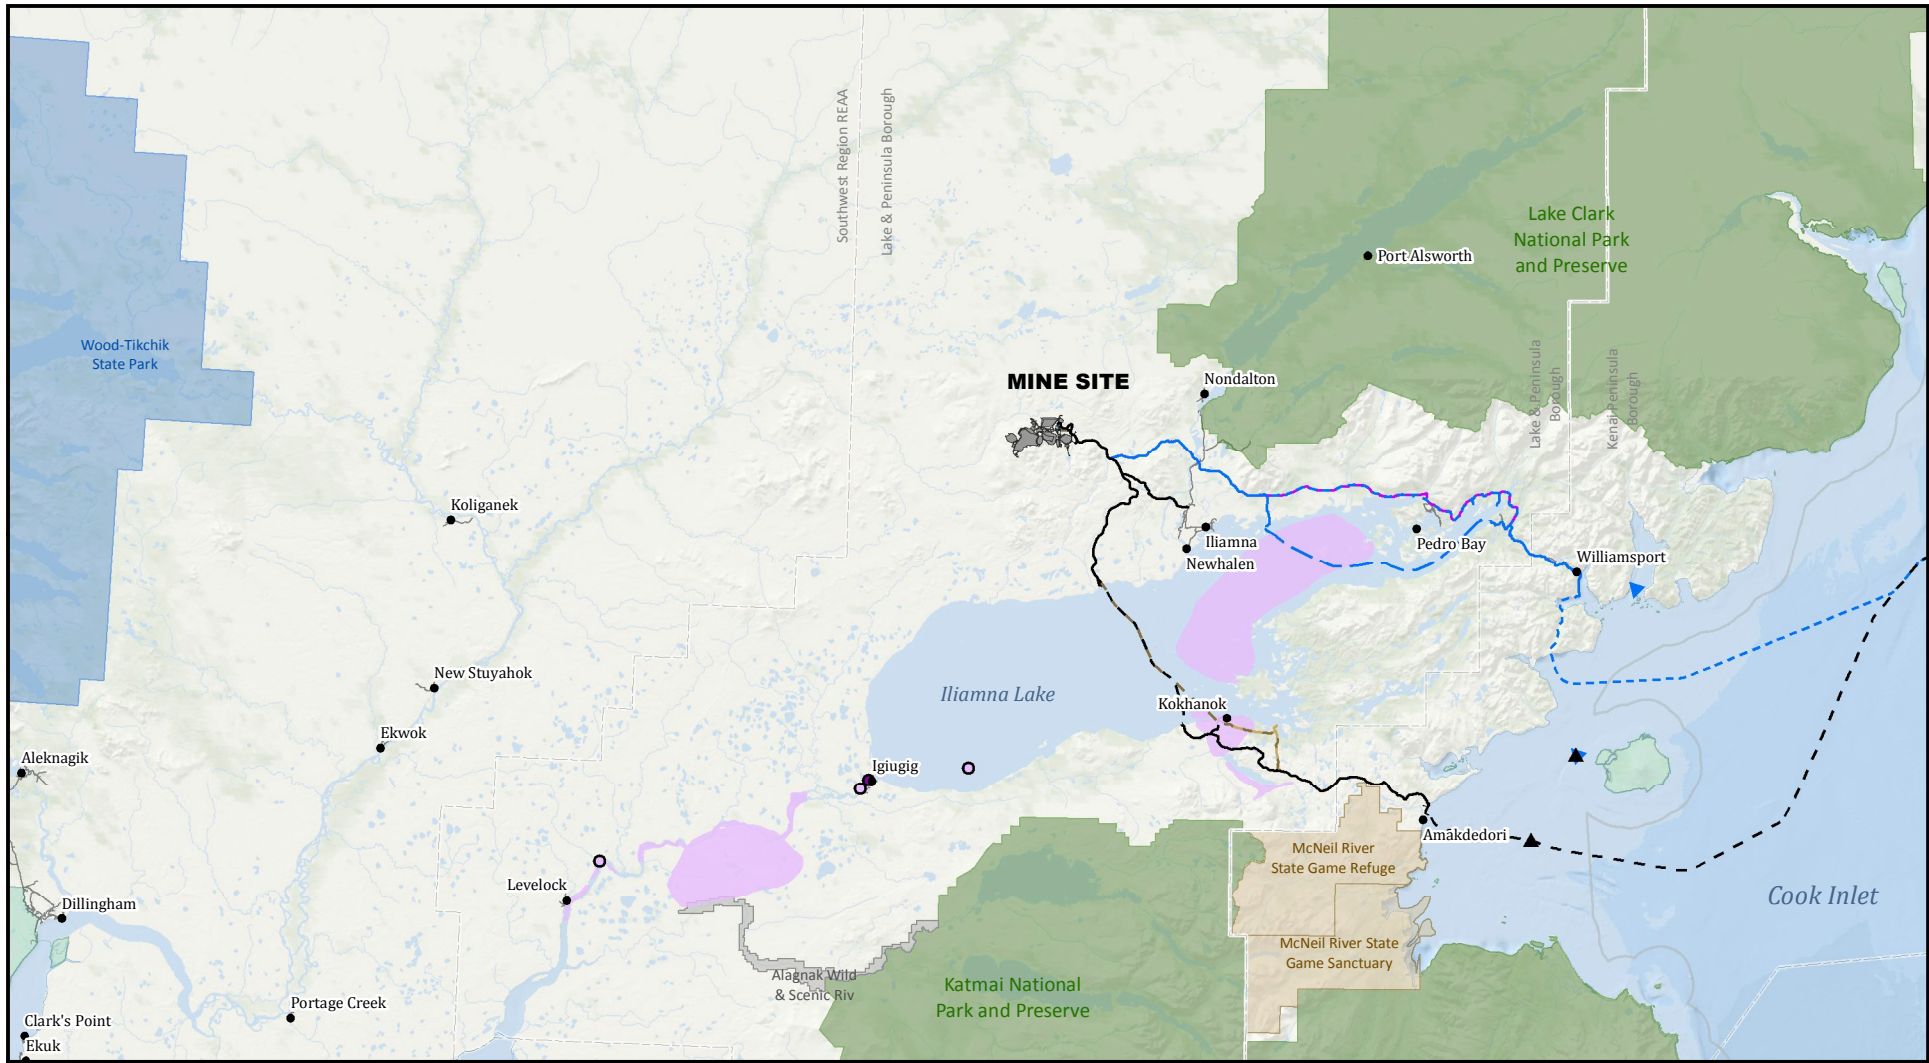 Southwest Region REAA
Lake & Peninsula Borough
Lake Clark
National Park
and Preserve
Port Alsworth
Wood-Tikchik
State Park
Lake & Peninsula
Borough
Kenai Peninsula
Borough
MINE SITE
Nondalton
Koliganek
Iliamna
Newhalen
Pedro Bay
Williamsport
New Stuyahok
Iliamna Lake
Kokhanok
Ekwok
Aleknagik
Igiugig
Amakdedori
McNeil River
State Game Refuge
Levelock
Dillingham
Cook Inlet
McNeil River State
Game Sanctuary
Alagnak Wild
& Scenic Riv
Katmai National
Park and Preserve
Portage Creek
Clark's Point
Ekuk